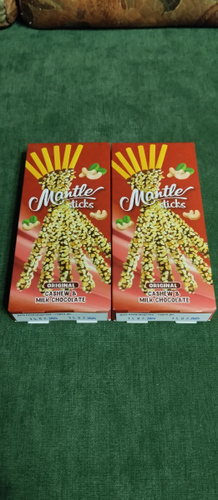 Mantle
sticks
ORIGINAL
CASHEW &
MILK CHOCOLATE
Mantle
sticks
ORIGINAL
CASHEW &
MILK CHOCOLATE